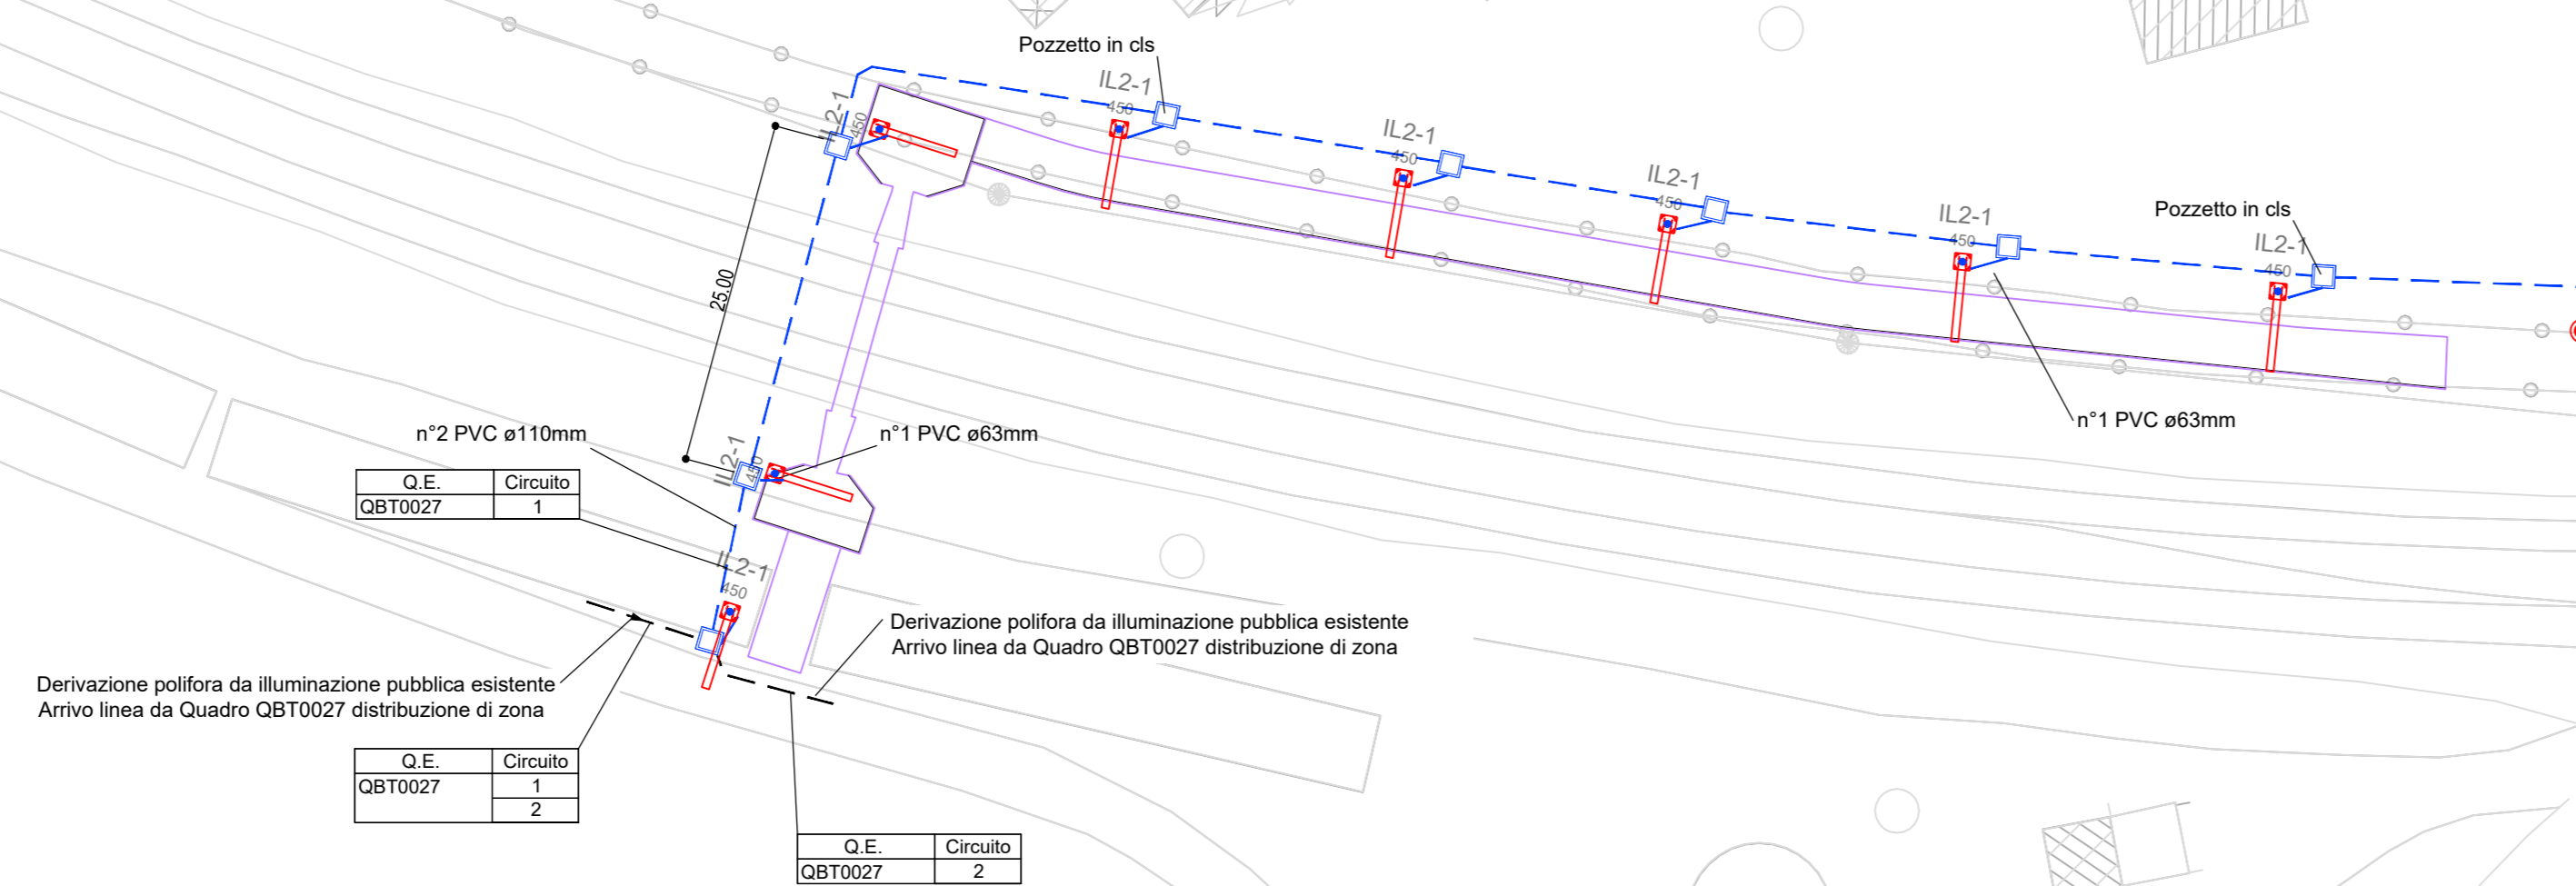 Pozzetto in cls
IL2-1
450
IL2-1
450
IL2-1
450
IL2-1
450
IL2-1
450
Pozzetto in cls
IL2-1
450
25.00
n°1 PVC ø63mm
n°2 PVC ø110mm
n°1 PVC ø63mm
IL2-1
450
Q.E. Circuito
QBT0027 1
IL2-1
450
Derivazione polifora da illuminazione pubblica esistente
Arrivo linea da Quadro QBT0027 distribuzione di zona
Derivazione polifora da illuminazione pubblica esistente
Arrivo linea da Quadro QBT0027 distribuzione di zona
Q.E. Circuito
QBT0027 1
2
Q.E. Circuito
QBT0027 2